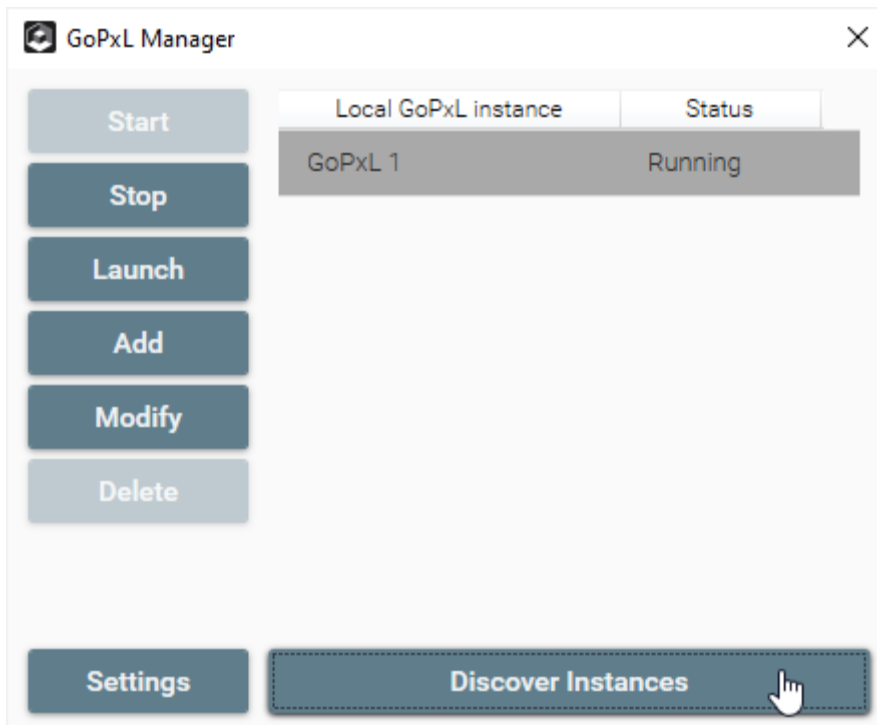 GoPxL Manager
Start
Stop
Launch
Add
Modify
Delete
Local GoPxL instance Status
GoPxL 1 Running
Settings
Discover Instances